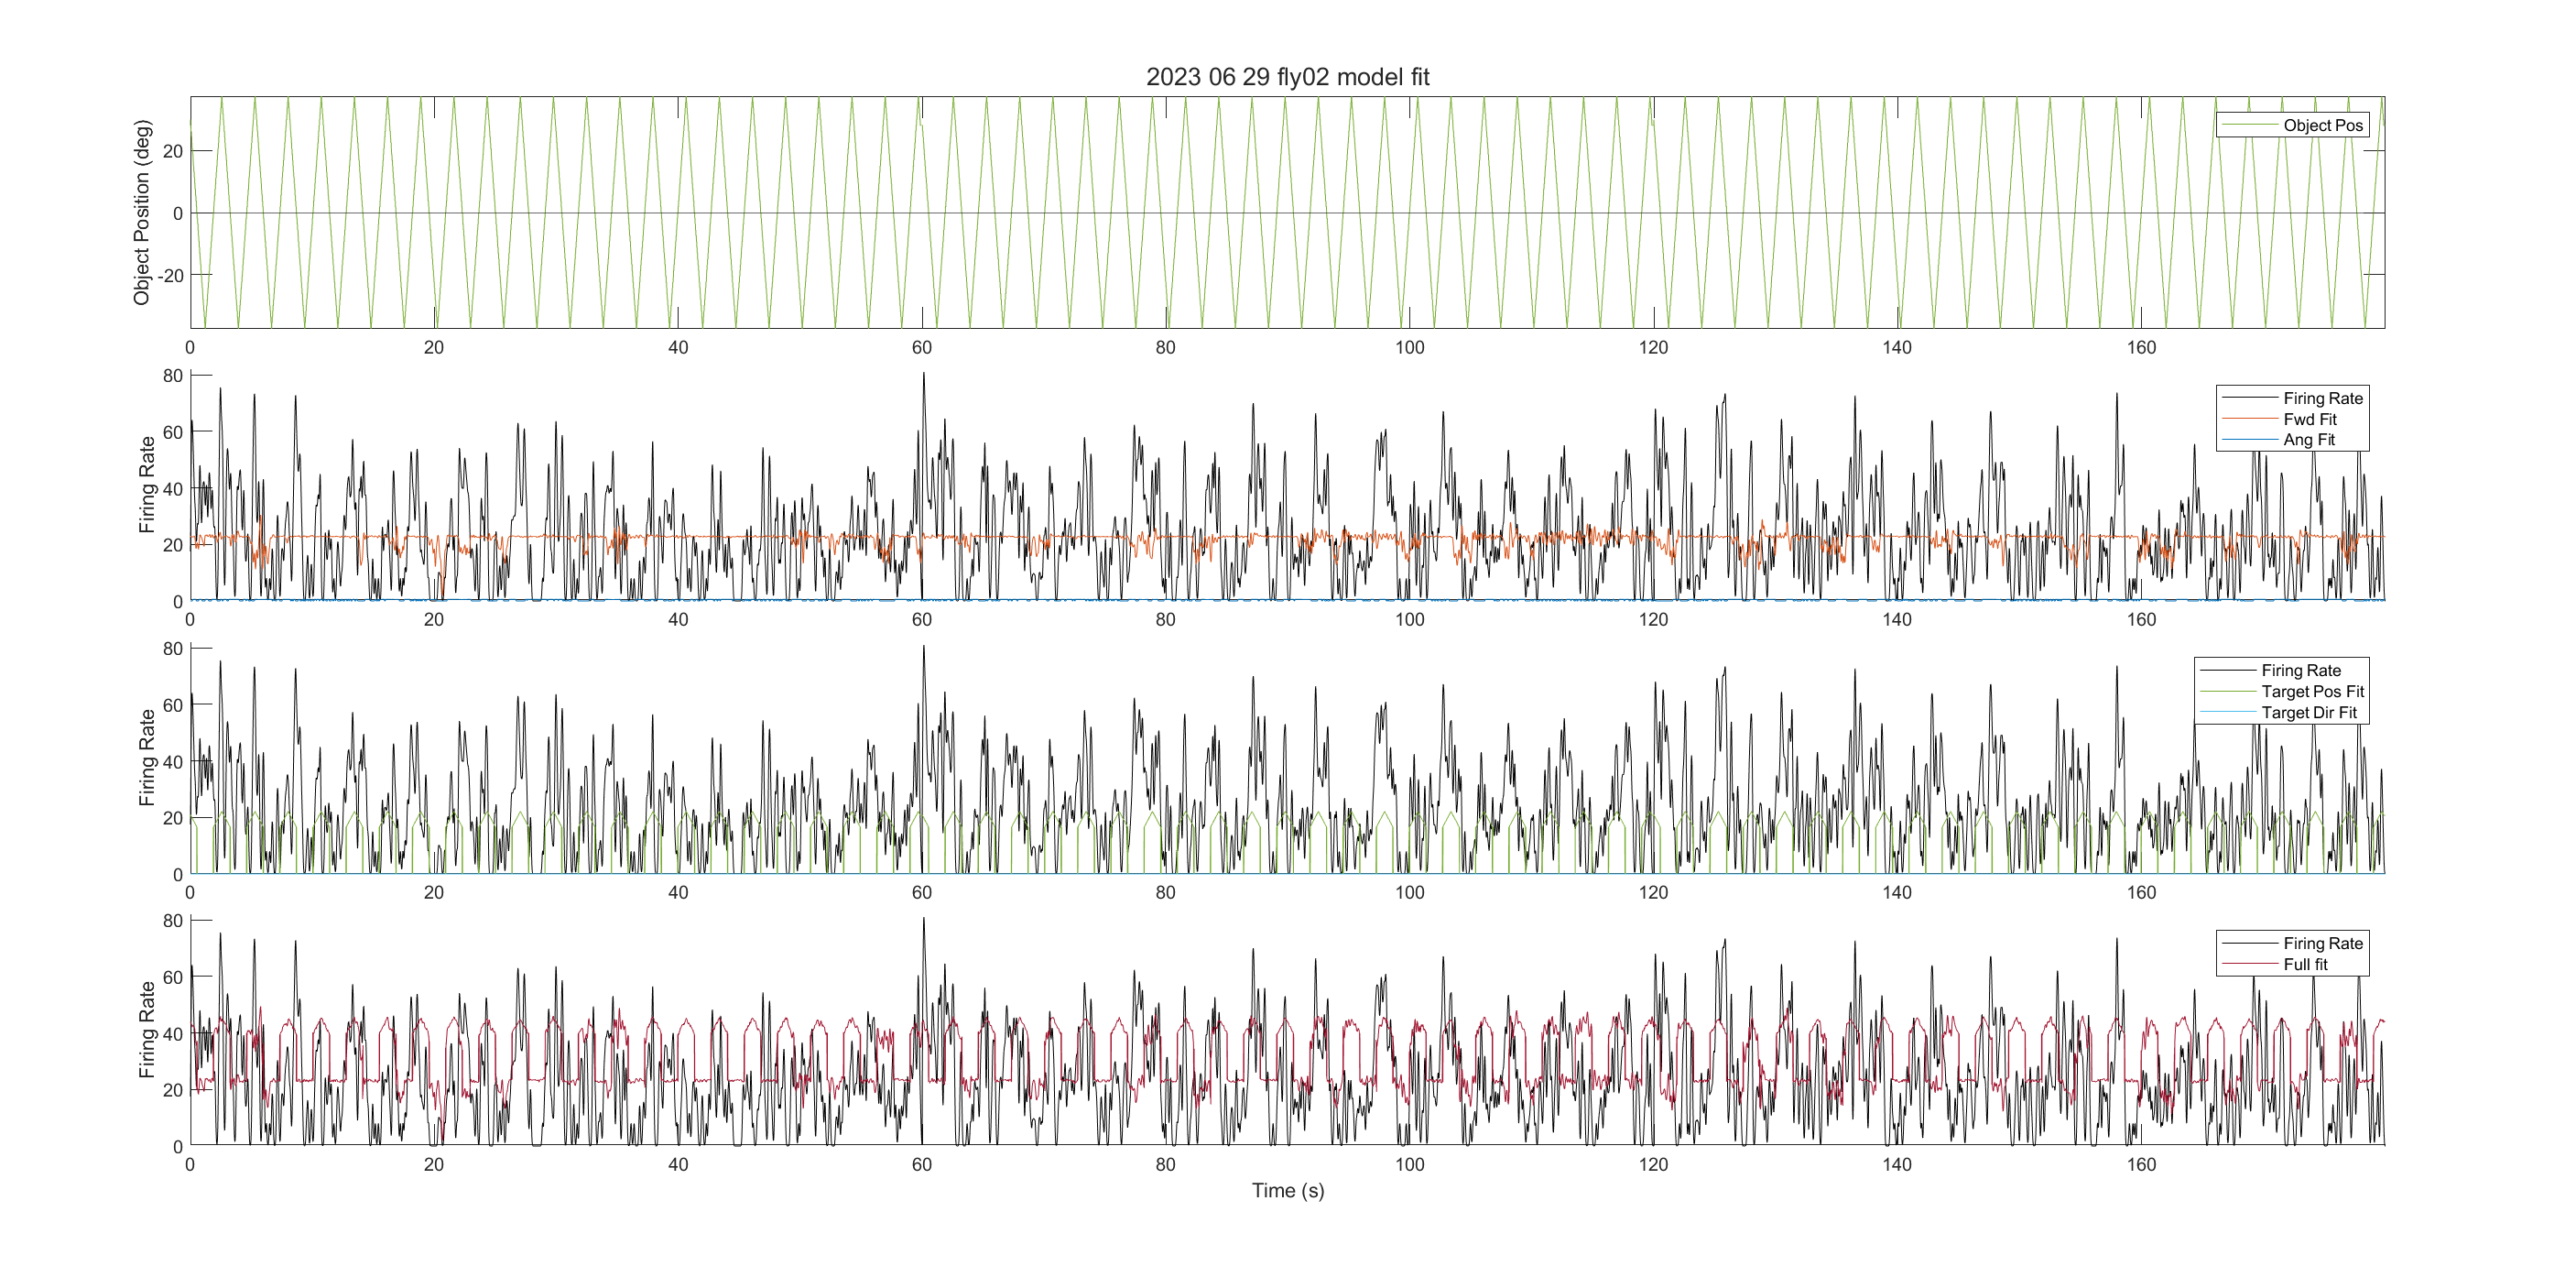 2023 06 29 fly02 model fit
Object Position (deg)
20
0
-20
Object Pos
0 20 40 60 80 100 120 140 160
Firing Rate
80
60
40
20
0
Firing Rate
Fwd Fit
Ang Fit
0 20 40 60 80 100 120 140 160
Firing Rate
80
60
40
20
0
Firing Rate
Target Pos Fit
Target Dir Fit
0 20 40 60 80 100 120 140 160
Firing Rate
80
60
40
20
0
Firing Rate
Full fit
0 20 40 60 80 100 120 140 160
Time (s)